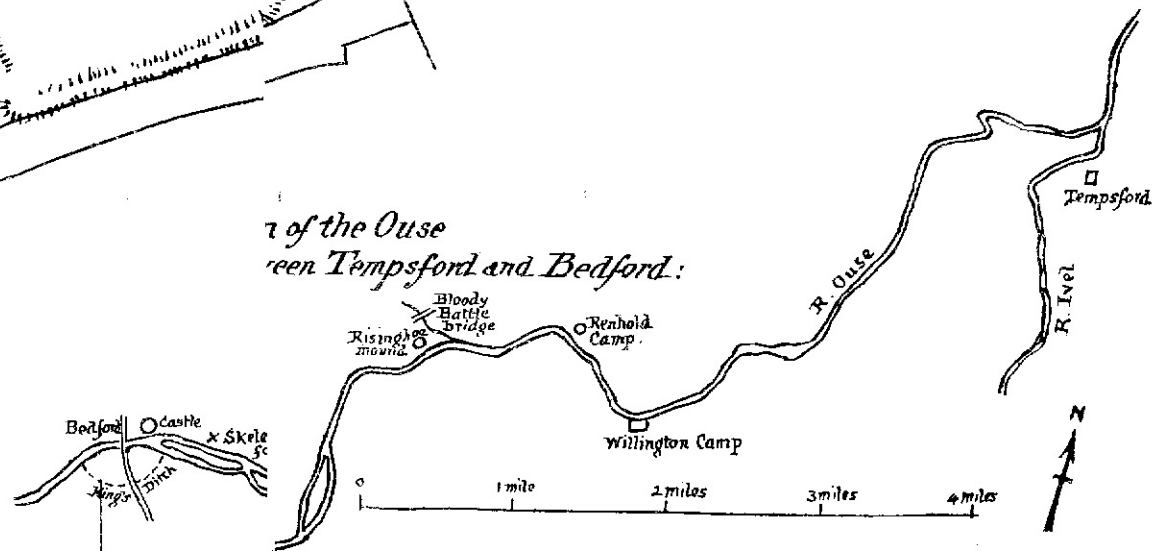 n of the Ouse
reen Tempsford and Bedford:
Bloody
Battle
bridge
Risinghoe
mound.
Renhold
Camp.
R. Ouse
Tempsford
R. Ivel
Bedford
Castle
x Skele
King's Ditch
Willington Camp
N
0 1 mile 2 miles 3 miles 4 miles